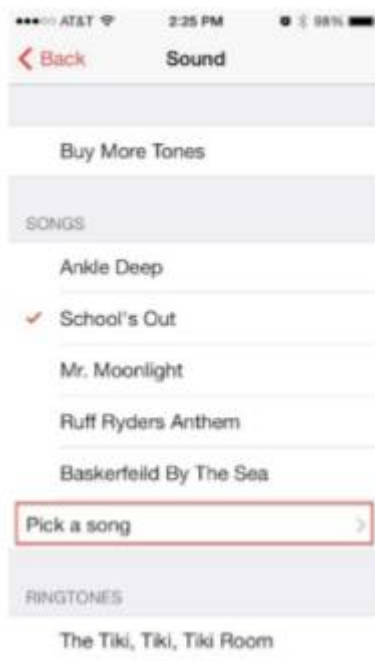 AT&T 2:25 PM 98%
Back Sound
Buy More Tones
SONGS
Ankle Deep
School's Out
Mr. Moonlight
Ruff Ryders Anthem
Baskerfeild By The Sea
Pick a song
RINGTONES
The Tiki, Tiki, Tiki Room